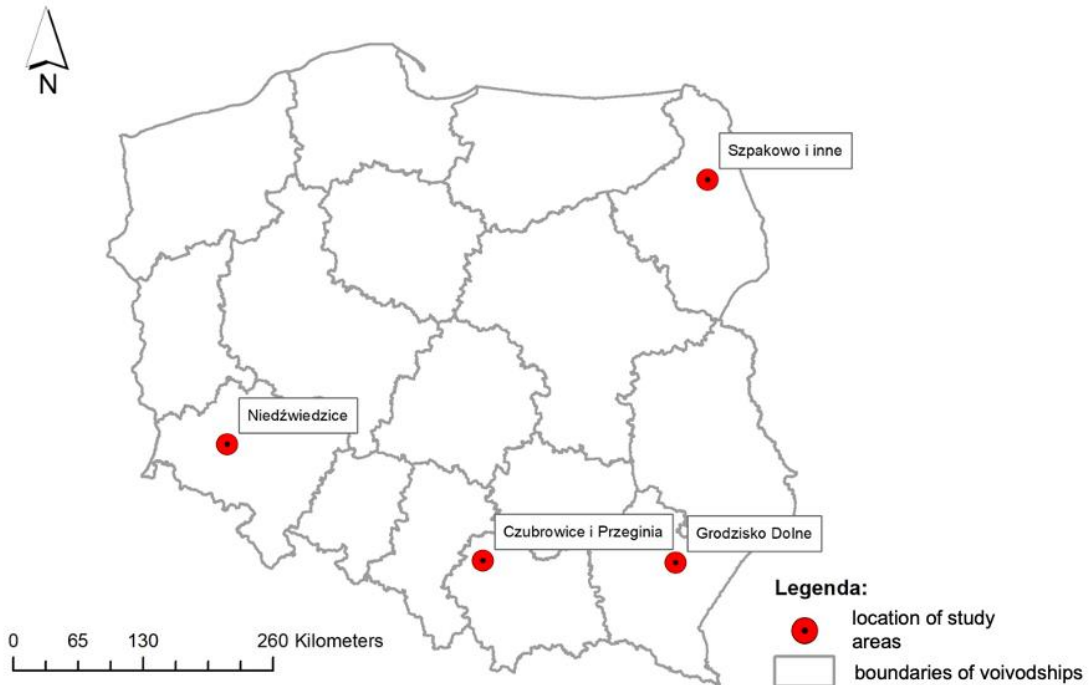 N
Szpakowo i inne
Niedźwiedzice
Czubrowice i Przeginia
Grodzisko Dolne
Legenda:
location of study
areas
boundaries of voivodships
0 65 130 260 Kilometers